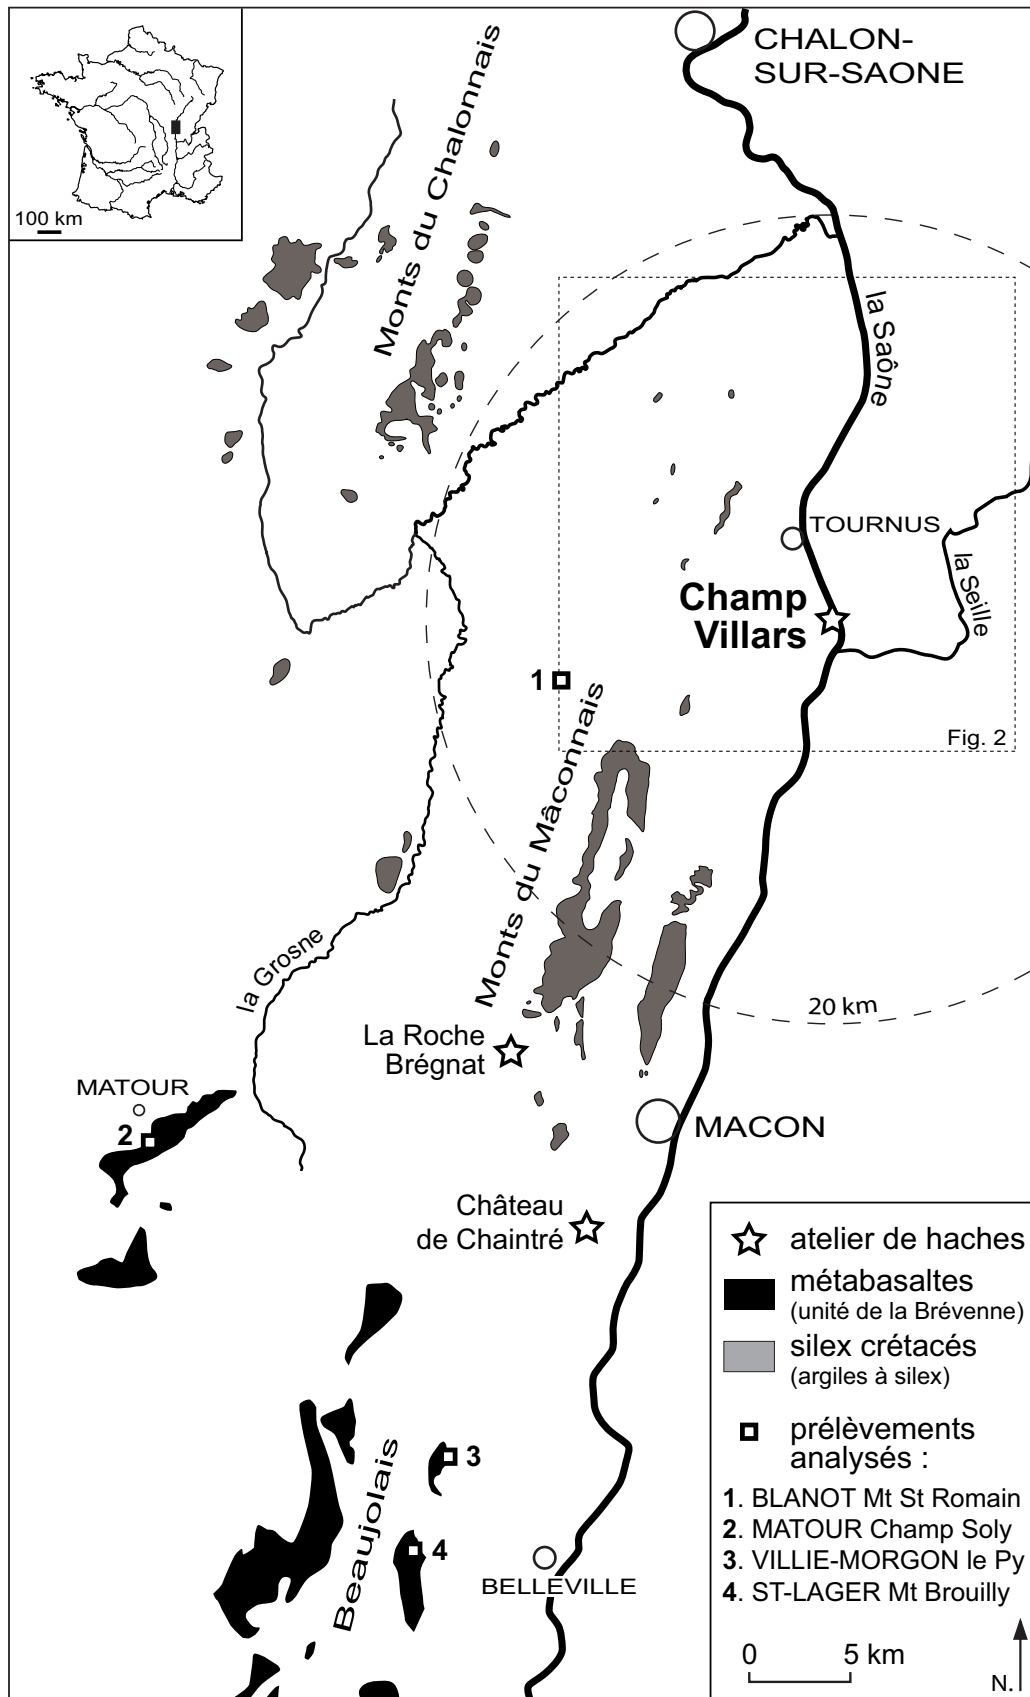 100 km
CHALON-
SUR-SAONE
Monts du Chalonnais
la Saône
TOURNUS
la Seille
Champ
Villars
1
Fig. 2
Monts du Mâconnais
la Grosne
20 km
La Roche
Brégnat
MATOUR
2
MACON
Château
de Chaintré
3
4
Beaujolais
BELLEVILLE
atelier de haches
métabasaltes
(unité de la Brévenne)
silex crétacés
(argiles à silex)
prélèvements
analysés :
1. BLANOT Mt St Romain
2. MATOUR Champ Soly
3. VILLIE-MORGON le Py
4. ST-LAGER Mt Brouilly
0 5 km
N.